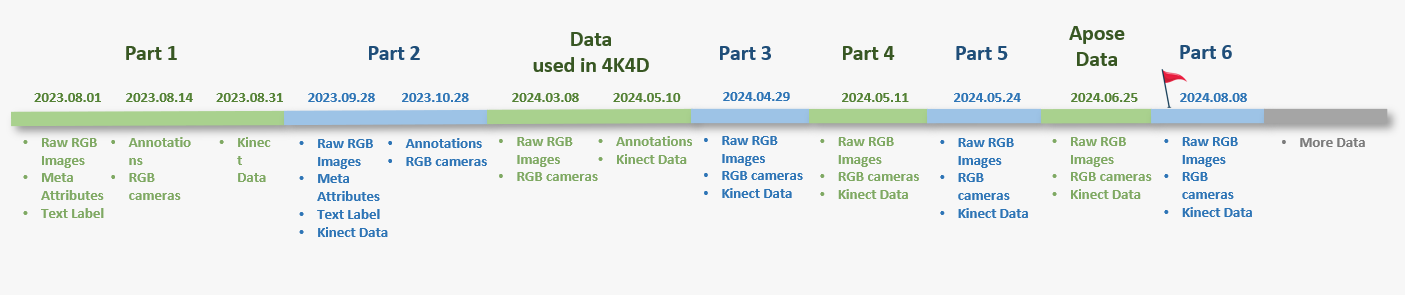 Part 1
2023.08.01
• Raw RGB
Images
• Meta
Attributes
• Text Label
2023.08.14
• Annotatio
ns
• RGB
cameras
2023.08.31
• Kinec
t
Data
Part 2
2023.09.28
• Raw RGB
Images
• Meta
Attributes
• Text Label
• Kinect Data
2023.10.28
• Annotations
• RGB cameras
Data
used in 4K4D
2024.03.08
• Raw RGB
Images
• RGB cameras
2024.05.10
• Annotations
• Kinect Data
Part 3
2024.04.29
• Raw RGB
Images
• RGB cameras
• Kinect Data
Part 4
2024.05.11
• Raw RGB
Images
• RGB cameras
• Kinect Data
Part 5
2024.05.24
• Raw RGB
Images
• RGB
cameras
• Kinect Data
Apose
Data
2024.06.25
• Raw RGB
Images
• RGB cameras
• Kinect Data
Part 6
2024.08.08
• Raw RGB
Images
• RGB
cameras
• Kinect Data
• More Data